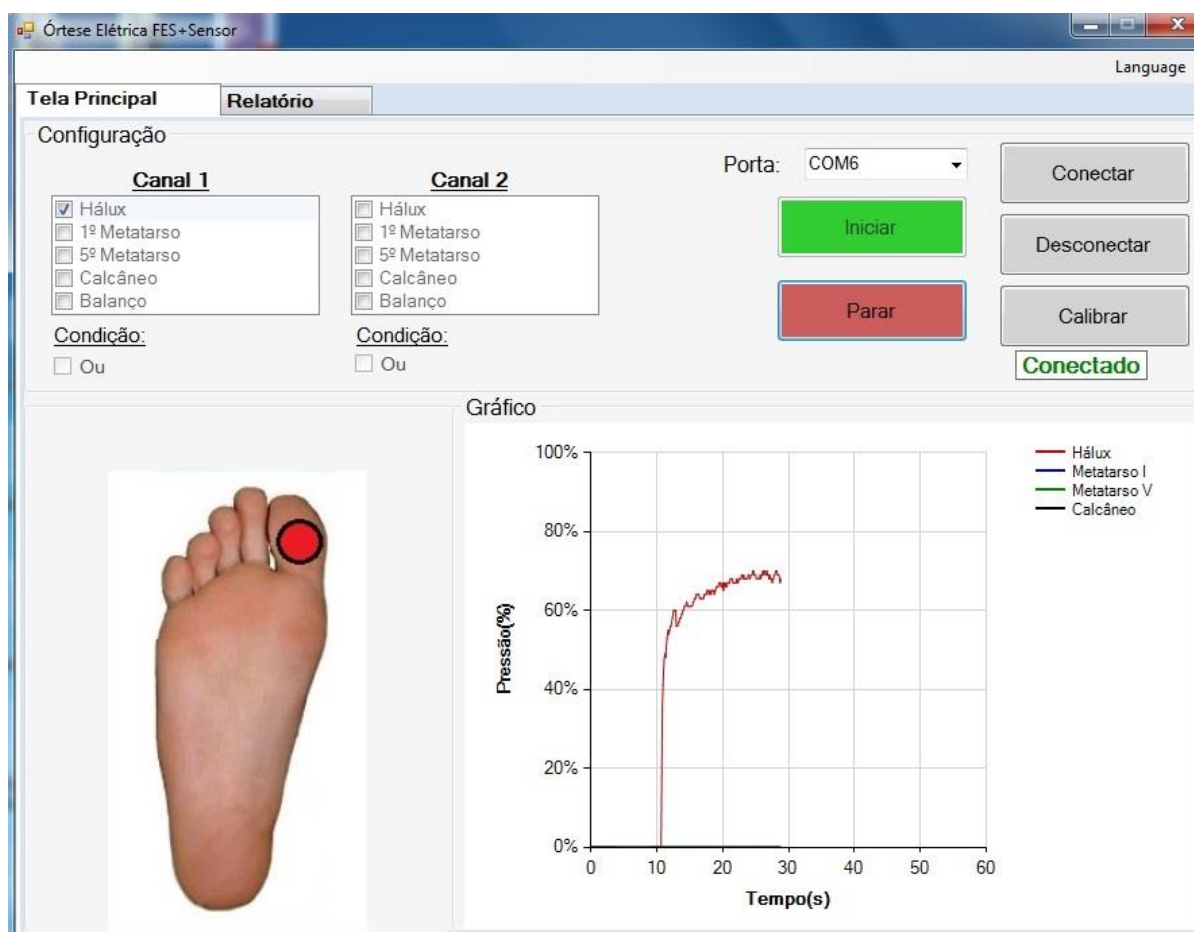 Órtese Elétrica FES+Sensor
Language
Tela Principal
Relatório
Configuração
Canal 1
Hálux
1º Metatarso
5º Metatarso
Calcâneo
Balanço
Condição:
Ou
Canal 2
Hálux
1º Metatarso
5º Metatarso
Calcâneo
Balanço
Condição:
Ou
Porta:
COM6
Iniciar
Parar
Conectar
Desconectar
Calibrar
Conectado
Gráfico
Pressão(%)
100%
80%
60%
40%
20%
0%
0 10 20 30 40 50 60
Tempo(s)
Hálux
Metatarso I
Metatarso V
Calcâneo